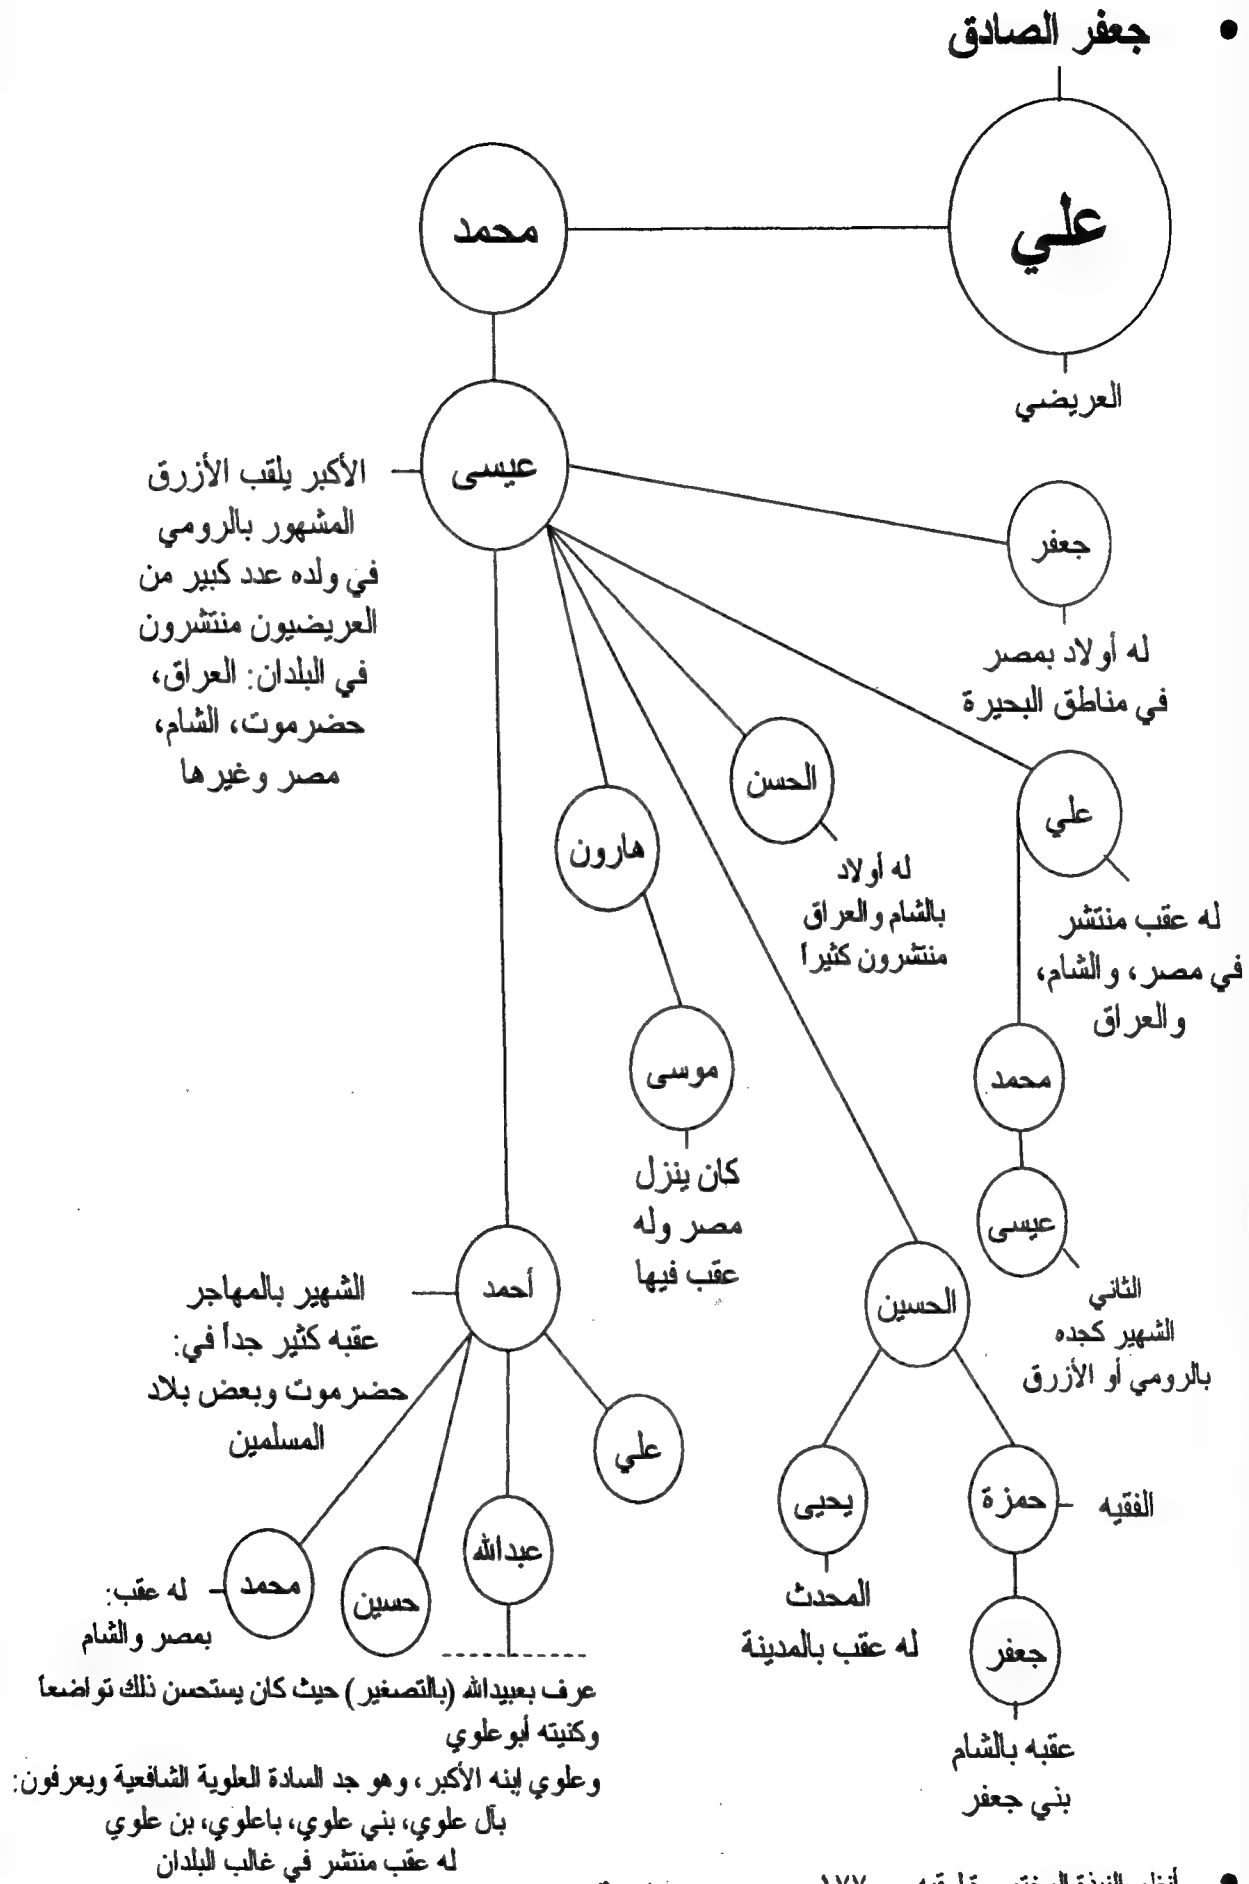 • جعفر الصادق
علي
العريضي
محمد
عيسى
الأكبر يلقب الأزرق
المشهور بالرومي
في ولده عدد كبير من
العريضيون منتشرون
في البلدان: العراق،
حضرموت، الشام،
مصر وغيرها
جعفر
له أولاد بمصر
في مناطق البحيرة
علي
له عقب منتشر
في مصر، والشام،
والعراق
محمد
عيسى
الثاني
الشهير كجده
بالرومي أو الأزرق
الحسن
له أولاد
بالشام والعراق
منتشرون كثيراً
هارون
موسى
كان ينزل
مصر وله
عقب فيها
الحسين
حمزة
الفقيه
جعفر
عقبه بالشام
بني جعفر
يحيى
المحدث
له عقب بالمدينة
أحمد
الشهير بالمهاجر
عقبه كثير جداً في:
حضرموت وبعض بلاد
المسلمين
علي
عبدالله
حسين
محمد
له عقب:
بمصر والشام
عرف بعبيدالله (بالتصغير) حيث كان يستحسن ذلك تواضعاً
وكنيته أبو علوي
وعلوي إبنه الأكبر، وهو جد السادة العلوية الشافعية ويعرفون:
بآل علوي، بني علوي، باعلوي، بن علوي
له عقب منتشر في غالب البلدان